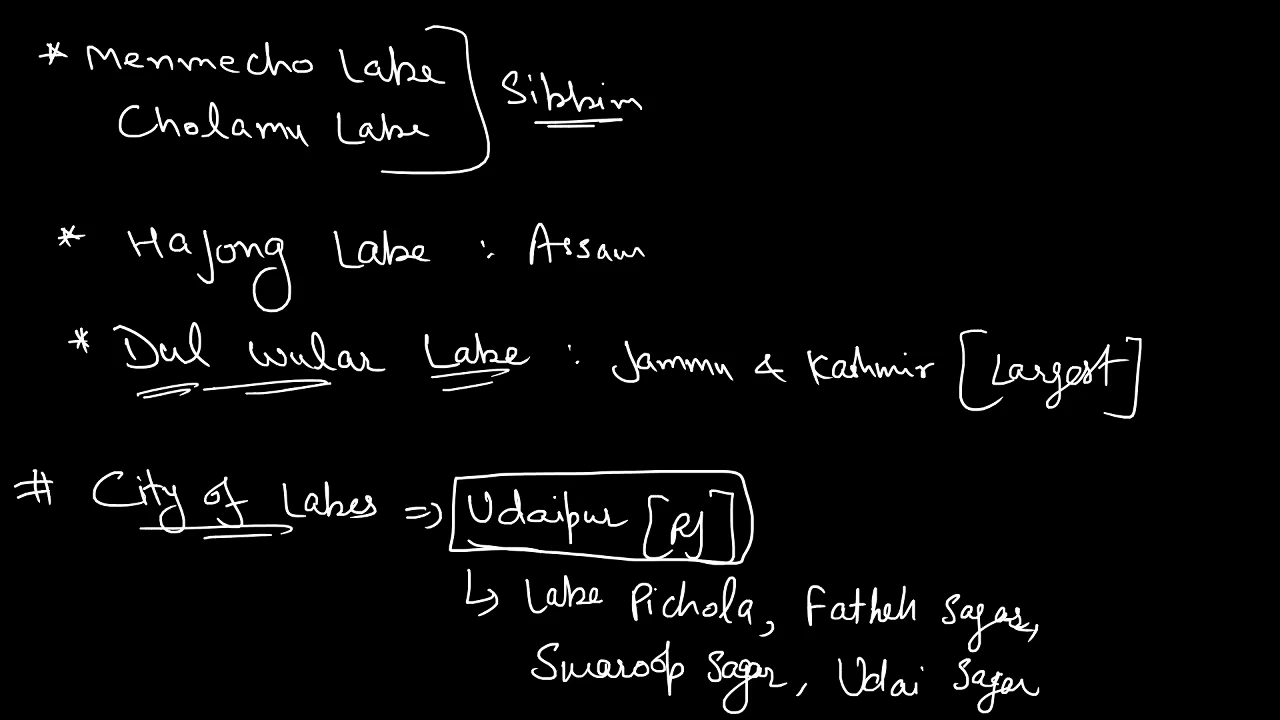 * Menmecho Lake
Sikkim
Cholamu Lake
* Hajong Lake : Assam
* Dal wular Lake : Jammu & Kashmir [Largest]
# City of Lakes ⇒ Udaipur [RJ]
↳ Lake Pichola, Fatheh Sagar,
Swaroop Sagar, Udai Sagar